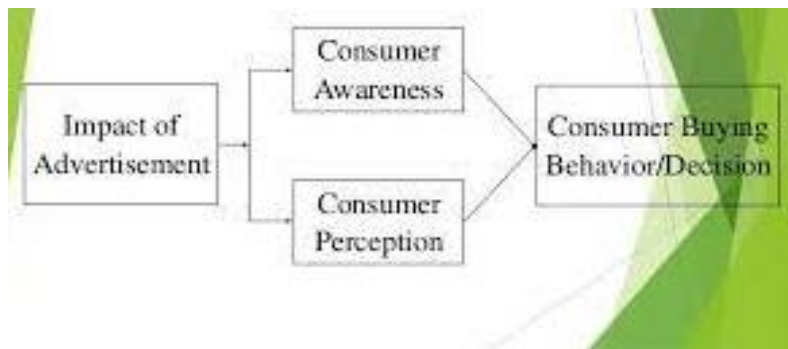 Impact of
Advertisement
Consumer
Awareness
Consumer
Perception
Consumer Buying
Behavior/Decision